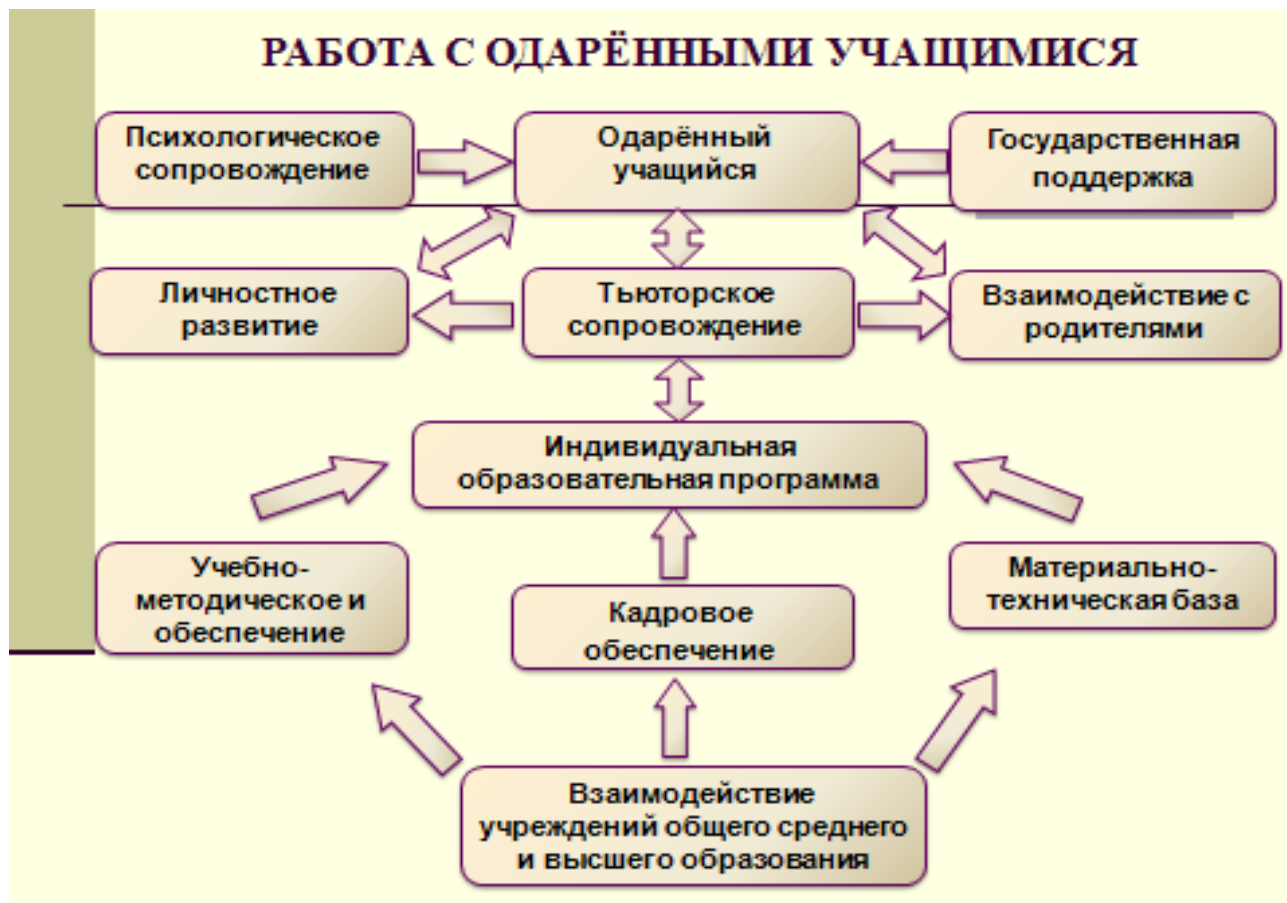 РАБОТА С ОДАРЁННЫМИ УЧАЩИМИСЯ
Психологическое
сопровождение
Одарённый
учащийся
Государственная
поддержка
Личностное
развитие
Тьюторское
сопровождение
Взаимодействие с
родителями
Индивидуальная
образовательная программа
Учебно-
методическое и
обеспечение
Кадровое
обеспечение
Материально-
техническая база
Взаимодействие
учреждений общего среднего
и высшего образования